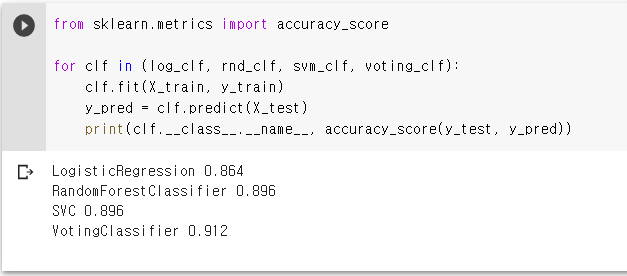 from sklearn.metrics import accuracy_score
for clf in (log_clf, rnd_clf, svm_clf, voting_clf):
    clf.fit(X_train, y_train)
    y_pred = clf.predict(X_test)
    print(clf.__class__.__name__, accuracy_score(y_test, y_pred))
LogisticRegression 0.864
RandomForestClassifier 0.896
SVC 0.896
VotingClassifier 0.912